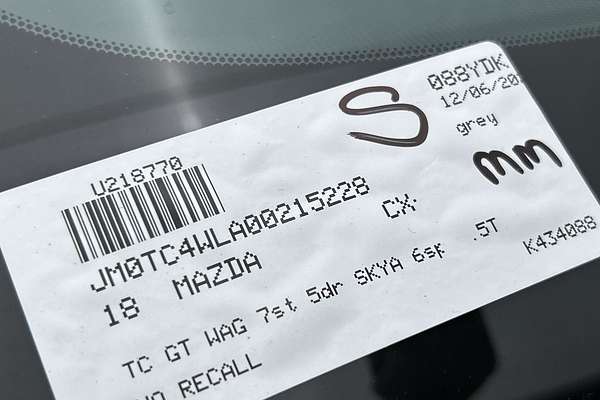 088YDK
12/06/20
S
grey
mm
U218770
JM0TC4WLA00215228
18 MAZDA CX-
TC GT WAG 7st 5dr SKYA 6sp .5T
K434088
NO RECALL